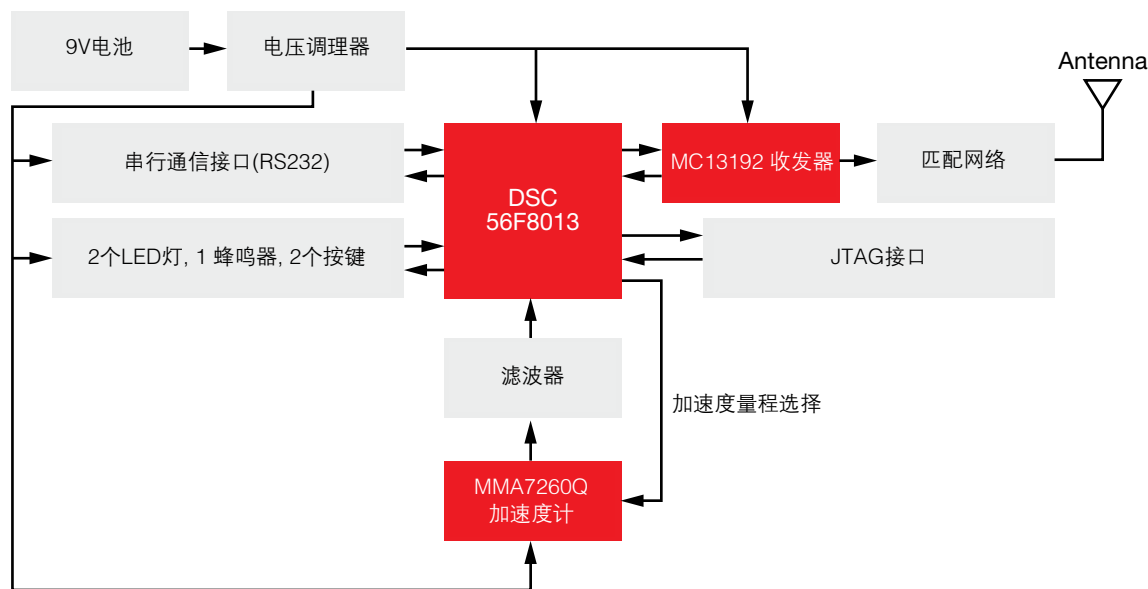 9V电池
电压调理器
Antenna
串行通信接口(RS232)
DSC
56F8013
MC13192 收发器
匹配网络
2个LED灯, 1 蜂鸣器, 2个按键
JTAG接口
滤波器
加速度量程选择
MMA7260Q
加速度计